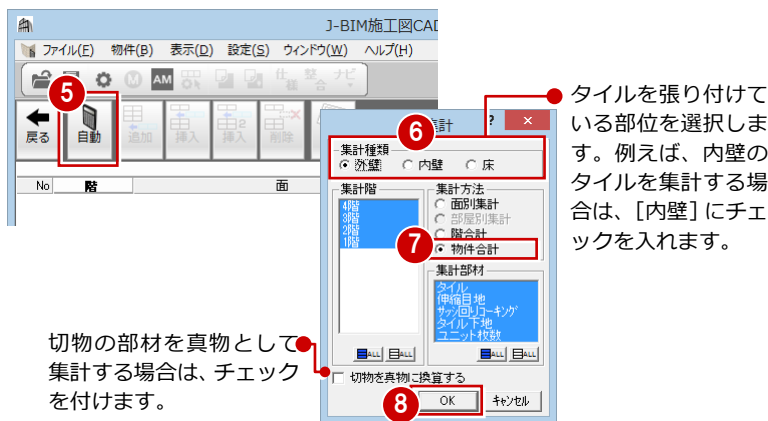 J-BIM施工図CAD
ファイル(F) 物件(B) 表示(D) 設定(S) ウィンドウ(W) ヘルプ(H)
AM 仕種 整合 ナビ
5
戻る 自動 追加 挿入 挿入 削除
No 階 面
6
計 ? ×
集計種類
外壁 内壁 床
集計階
4階
3階
2階
1階
ALL ALL
集計方法
面別集計
部屋別集計
階合計
7
物件合計
集計部材
タイル
伸縮目地
サッシ回りコーキング
タイル下地
ユニット枚数
ALL ALL
切物を真物に換算する
8
OK キャンセル
タイルを張り付けて
いる部位を選択しま
す。例えば、内壁の
タイルを集計する場
合は、[内壁] にチェ
ックを入れます。
切物の部材を真物として
集計する場合は、チェック
を付けます。